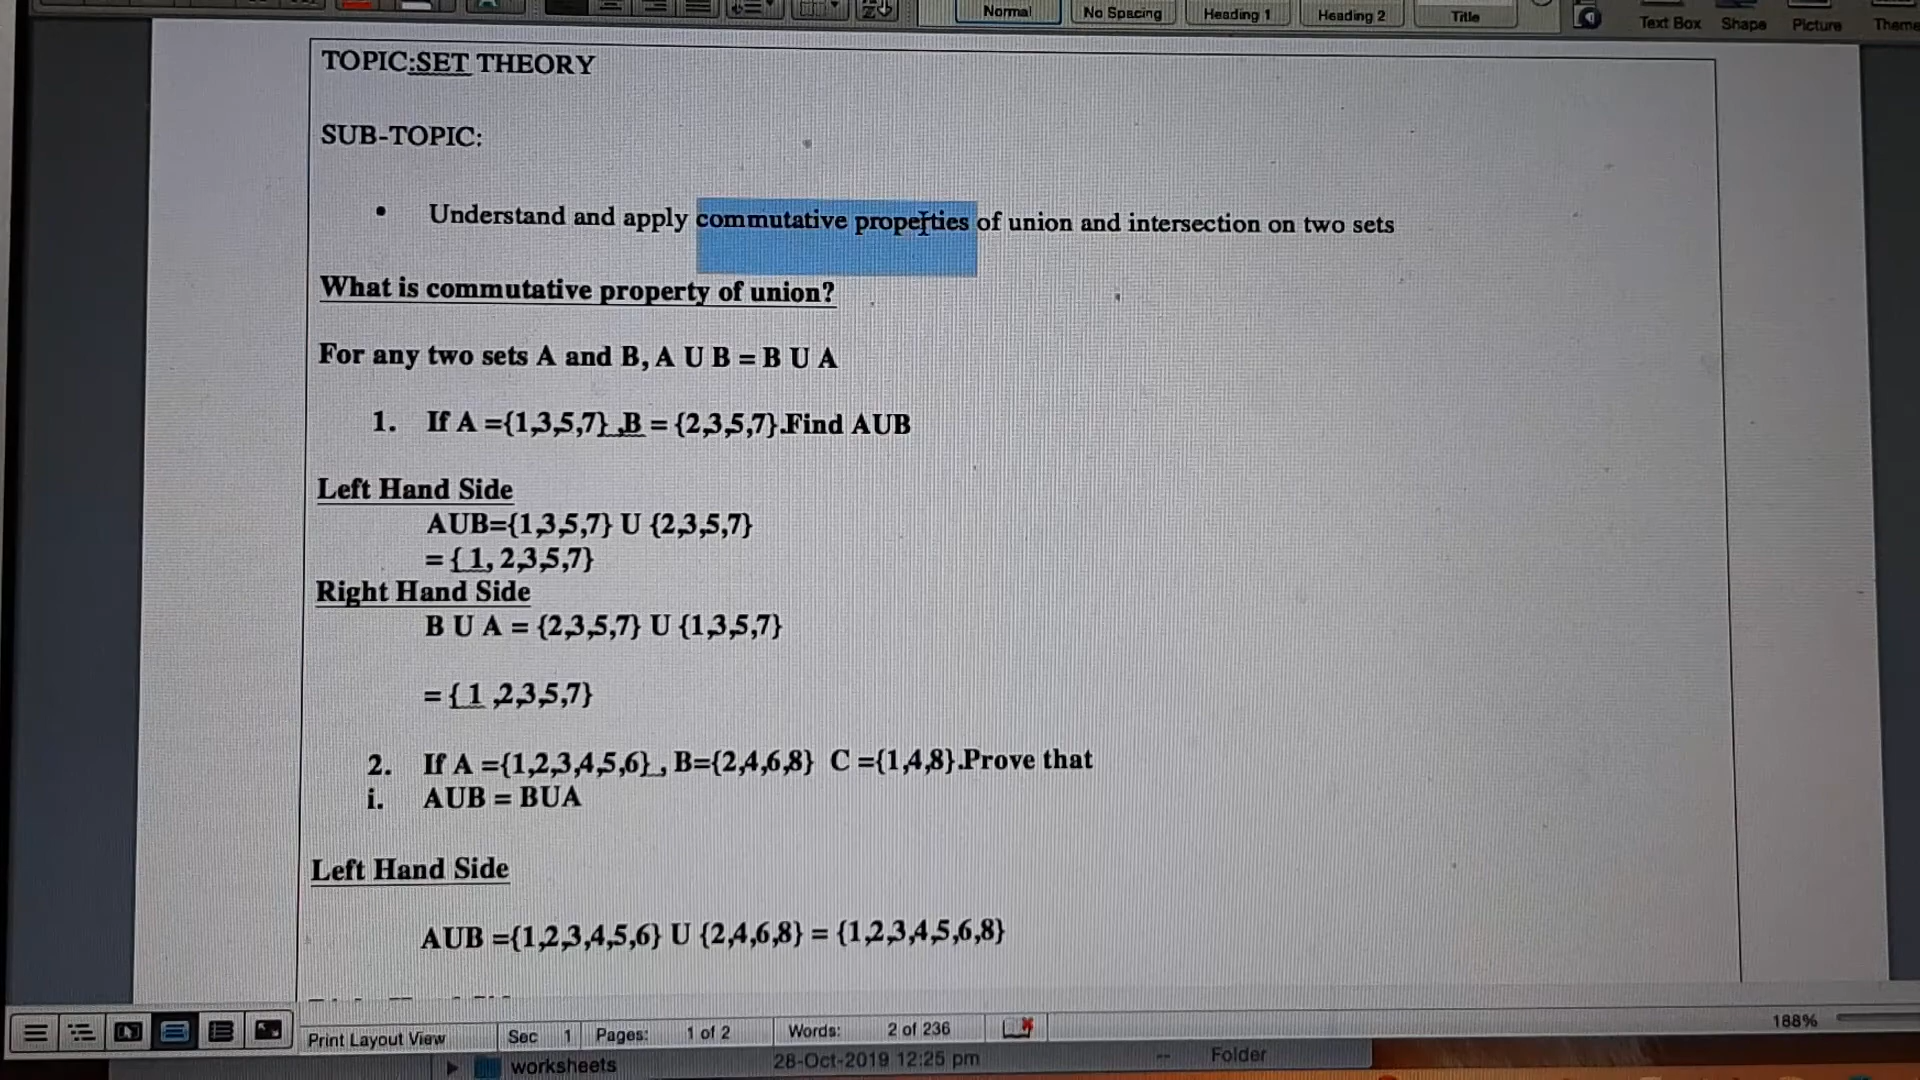 Normal No Spacing Heading 1 Heading 2 Title Text Box Shape Picture Theme
TOPIC:SET THEORY
SUB-TOPIC:
• Understand and apply commutative properties of union and intersection on two sets
What is commutative property of union?
For any two sets A and B, A U B = B U A
1. If A ={1,3,5,7} ,B = {2,3,5,7}.Find AUB
Left Hand Side
AUB={1,3,5,7} U {2,3,5,7}
= { 1, 2,3,5,7}
Right Hand Side
B U A = {2,3,5,7} U {1,3,5,7}
= { 1 ,2,3,5,7}
2. If A ={1,2,3,4,5,6} , B={2,4,6,8} C ={1,4,8}.Prove that
i. AUB = BUA
Left Hand Side
AUB ={1,2,3,4,5,6} U {2,4,6,8} = {1,2,3,4,5,6,8}
Print Layout View Sec 1 Pages: 1 of 2 Words: 2 of 236 188%
worksheets 28-Oct-2019 12:25 pm -- Folder